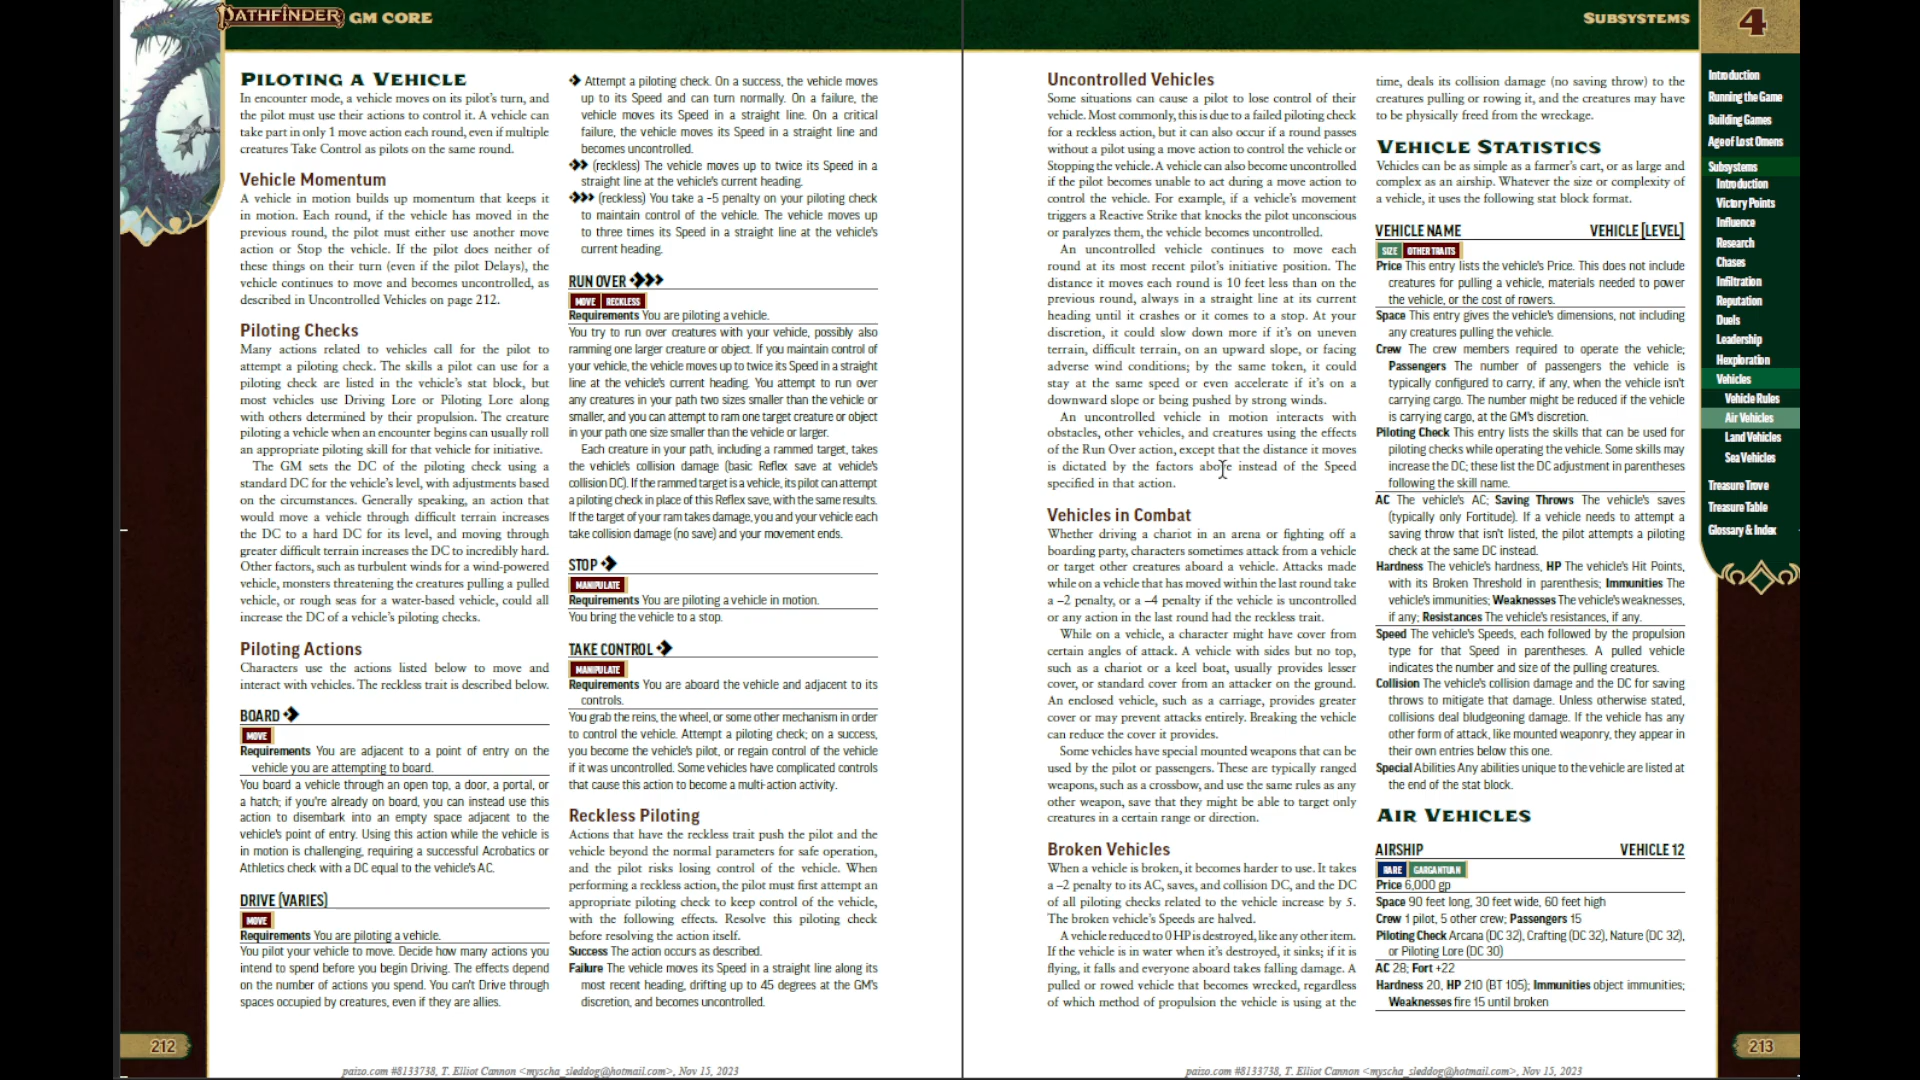 PATHFINDER GM CORE
PILOTING A VEHICLE
In encounter mode, a vehicle moves on its pilot's turn, and
the pilot must use their actions to control it. A vehicle can
take part in only 1 move action each round, even if multiple
creatures Take Control as pilots on the same round.
Vehicle Momentum
A vehicle in motion builds up momentum that keeps it
in motion. Each round, if the vehicle has moved in the
previous round, the pilot must either use another move
action or Stop the vehicle. If the pilot does neither of
these things on their turn (even if the pilot Delays), the
vehicle continues to move and becomes uncontrolled, as
described in Uncontrolled Vehicles on page 212.
Piloting Checks
Many actions related to vehicles call for the pilot to
attempt a piloting check. The skills a pilot can use for a
piloting check are listed in the vehicle's stat block, but
most vehicles use Driving Lore or Piloting Lore along
with others determined by their propulsion. The creature
piloting a vehicle when an encounter begins can usually roll
an appropriate piloting skill for that vehicle for initiative.
The GM sets the DC of the piloting check using a
standard DC for the vehicle's level, with adjustments based
on the circumstances. Generally speaking, an action that
would move a vehicle through difficult terrain increases
the DC to a hard DC for its level, and moving through
greater difficult terrain increases the DC to incredibly hard.
Other factors, such as turbulent winds for a wind-powered
vehicle, monsters threatening the creatures pulling a pulled
vehicle, or rough seas for a water-based vehicle, could all
increase the DC of a vehicle's piloting checks.
Piloting Actions
Characters use the actions listed below to move and
interact with vehicles. The reckless trait is described below.
BOARD
MOVE
Requirements You are adjacent to a point of entry on the
vehicle you are attempting to board.
You board a vehicle through an open top, a door, a portal, or
a hatch; if you're already on board, you can instead use this
action to disembark into an empty space adjacent to the
vehicle's point of entry. Using this action while the vehicle is
in motion is challenging, requiring a successful Acrobatics or
Athletics check with a DC equal to the vehicle's AC.
DRIVE (VARIES)
MOVE
Requirements You are piloting a vehicle.
You pilot your vehicle to move. Decide how many actions you
intend to spend before you begin Driving. The effects depend
on the number of actions you spend. You can't Drive through
spaces occupied by creatures, even if they are allies.
Attempt a piloting check. On a success, the vehicle moves
up to its Speed and can turn normally. On a failure, the
vehicle moves its Speed in a straight line. On a critical
failure, the vehicle moves its Speed in a straight line and
becomes uncontrolled.
(reckless) The vehicle moves up to twice its Speed in a
straight line at the vehicle's current heading.
(reckless) You take a –5 penalty on your piloting check
to maintain control of the vehicle. The vehicle moves up
to three times its Speed in a straight line at the vehicle's
current heading.
RUN OVER
MOVE RECKLESS
Requirements You are piloting a vehicle.
You try to run over creatures with your vehicle, possibly also
ramming one larger creature or object. If you maintain control of
your vehicle, the vehicle moves up to twice its Speed in a straight
line at the vehicle's current heading. You attempt to run over
any creatures in your path two sizes smaller than the vehicle or
smaller, and you can attempt to ram one target creature or object
in your path one size smaller than the vehicle or larger.
Each creature in your path, including a rammed target, takes
the vehicle's collision damage (basic Reflex save at vehicle's
collision DC). If the rammed target is a vehicle, its pilot can attempt
a piloting check in place of this Reflex save, with the same results.
If the target of your ram takes damage, you and your vehicle each
take collision damage (no save) and your movement ends.
STOP
MANIPULATE
Requirements You are piloting a vehicle in motion.
You bring the vehicle to a stop.
TAKE CONTROL
MANIPULATE
Requirements You are aboard the vehicle and adjacent to its
controls.
You grab the reins, the wheel, or some other mechanism in order
to control the vehicle. Attempt a piloting check; on a success,
you become the vehicle's pilot, or regain control of the vehicle
if it was uncontrolled. Some vehicles have complicated controls
that cause this action to become a multi-action activity.
Reckless Piloting
Actions that have the reckless trait push the pilot and the
vehicle beyond the normal parameters for safe operation,
and the pilot risks losing control of the vehicle. When
performing a reckless action, the pilot must first attempt an
appropriate piloting check to keep control of the vehicle,
with the following effects. Resolve this piloting check
before resolving the action itself.
Success The action occurs as described.
Failure The vehicle moves its Speed in a straight line along its
most recent heading, drifting up to 45 degrees at the GM's
discretion, and becomes uncontrolled.
212
paizo.com #8133738, T. Elliot Cannon <myscha_sleddog@hotmail.com>, Nov 15, 2023
SUBSYSTEMS
4
Uncontrolled Vehicles
Some situations can cause a pilot to lose control of their
vehicle. Most commonly, this is due to a failed piloting check
for a reckless action, but it can also occur if a round passes
without a pilot using a move action to control the vehicle or
Stopping the vehicle. A vehicle can also become uncontrolled
if the pilot becomes unable to act during a move action to
control the vehicle. For example, if a vehicle's movement
triggers a Reactive Strike that knocks the pilot unconscious
or paralyzes them, the vehicle becomes uncontrolled.
An uncontrolled vehicle continues to move each
round at its most recent pilot's initiative position. The
distance it moves each round is 10 feet less than on the
previous round, always in a straight line at its current
heading until it crashes or it comes to a stop. At your
discretion, it could slow down more if it's on uneven
terrain, difficult terrain, on an upward slope, or facing
adverse wind conditions; by the same token, it could
stay at the same speed or even accelerate if it's on a
downward slope or being pushed by strong winds.
An uncontrolled vehicle in motion interacts with
obstacles, other vehicles, and creatures using the effects
of the Run Over action, except that the distance it moves
is dictated by the factors above instead of the Speed
specified in that action.
Vehicles in Combat
Whether driving a chariot in an arena or fighting off a
boarding party, characters sometimes attack from a vehicle
or target other creatures aboard a vehicle. Attacks made
while on a vehicle that has moved within the last round take
a –2 penalty, or a –4 penalty if the vehicle is uncontrolled
or any action in the last round had the reckless trait.
While on a vehicle, a character might have cover from
certain angles of attack. A vehicle with sides but no top,
such as a chariot or a keel boat, usually provides lesser
cover, or standard cover from an attacker on the ground.
An enclosed vehicle, such as a carriage, provides greater
cover or may prevent attacks entirely. Breaking the vehicle
can reduce the cover it provides.
Some vehicles have special mounted weapons that can be
used by the pilot or passengers. These are typically ranged
weapons, such as a crossbow, and use the same rules as any
other weapon, save that they might be able to target only
creatures in a certain range or direction.
Broken Vehicles
When a vehicle is broken, it becomes harder to use. It takes
a –2 penalty to its AC, saves, and collision DC, and the DC
of all piloting checks related to the vehicle increase by 5.
The broken vehicle's Speeds are halved.
A vehicle reduced to 0 HP is destroyed, like any other item.
If the vehicle is in water when it's destroyed, it sinks; if it is
flying, it falls and everyone aboard takes falling damage. A
pulled or rowed vehicle that becomes wrecked, regardless
of which method of propulsion the vehicle is using at the
time, deals its collision damage (no saving throw) to the
creatures pulling or rowing it, and the creatures may have
to be physically freed from the wreckage.
VEHICLE STATISTICS
Vehicles can be as simple as a farmer's cart, or as large and
complex as an airship. Whatever the size or complexity of
a vehicle, it uses the following stat block format.
VEHICLE NAME VEHICLE [LEVEL]
SIZE OTHER TRAITS
Price This entry lists the vehicle's Price. This does not include
creatures for pulling a vehicle, materials needed to power
the vehicle, or the cost of rowers.
Space This entry gives the vehicle's dimensions, not including
any creatures pulling the vehicle.
Crew The crew members required to operate the vehicle;
Passengers The number of passengers the vehicle is
typically configured to carry, if any, when the vehicle isn't
carrying cargo. The number might be reduced if the vehicle
is carrying cargo, at the GM's discretion.
Piloting Check This entry lists the skills that can be used for
piloting checks while operating the vehicle. Some skills may
increase the DC; these list the DC adjustment in parentheses
following the skill name.
AC The vehicle's AC; Saving Throws The vehicle's saves
(typically only Fortitude). If a vehicle needs to attempt a
saving throw that isn't listed, the pilot attempts a piloting
check at the same DC instead.
Hardness The vehicle's hardness, HP The vehicle's Hit Points,
with its Broken Threshold in parenthesis; Immunities The
vehicle's immunities; Weaknesses The vehicle's weaknesses,
if any; Resistances The vehicle's resistances, if any.
Speed The vehicle's Speeds, each followed by the propulsion
type for that Speed in parentheses. A pulled vehicle
indicates the number and size of the pulling creatures.
Collision The vehicle's collision damage and the DC for saving
throws to mitigate that damage. Unless otherwise stated,
collisions deal bludgeoning damage. If the vehicle has any
other form of attack, like mounted weaponry, they appear in
their own entries below this one.
Special Abilities Any abilities unique to the vehicle are listed at
the end of the stat block.
AIR VEHICLES
AIRSHIP VEHICLE 12
RARE GARGANTUAN
Price 6,000 gp
Space 90 feet long, 30 feet wide, 60 feet high
Crew 1 pilot, 5 other crew; Passengers 15
Piloting Check Arcana (DC 32), Crafting (DC 32), Nature (DC 32),
or Piloting Lore (DC 30)
AC 28; Fort +22
Hardness 20, HP 210 (BT 105); Immunities object immunities;
Weaknesses fire 15 until broken
Introduction
Running the Game
Building Games
Age of Lost Omens
Subsystems
Introduction
Victory Points
Influence
Research
Chases
Infiltration
Reputation
Duels
Leadership
Hexploration
Vehicles
Vehicle Rules
Air Vehicles
Land Vehicles
Sea Vehicles
Treasure Trove
Treasure Table
Glossary & Index
213
paizo.com #8133738, T. Elliot Cannon <myscha_sleddog@hotmail.com>, Nov 15, 2023